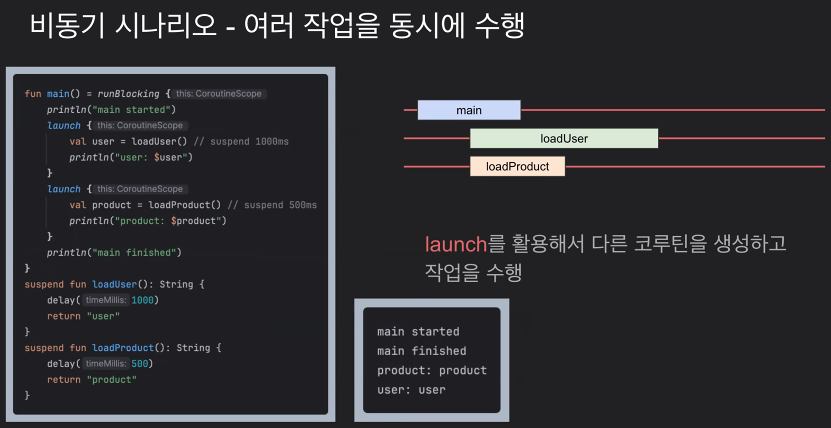 비동기 시나리오 - 여러 작업을 동시에 수행
fun main() = runBlocking { this: CoroutineScope
println("main started")
launch { this: CoroutineScope
val user = loadUser() // suspend 1000ms
println("user: $user")
}
launch { this: CoroutineScope
val product = loadProduct() // suspend 500ms
println("product: $product")
}
println("main finished")
}
suspend fun loadUser(): String {
delay( timeMillis: 1000)
return "user"
}
suspend fun loadProduct(): String {
delay( timeMillis: 500)
return "product"
}
main
loadUser
loadProduct
launch를 활용해서 다른 코루틴을 생성하고
작업을 수행
main started
main finished
product: product
user: user